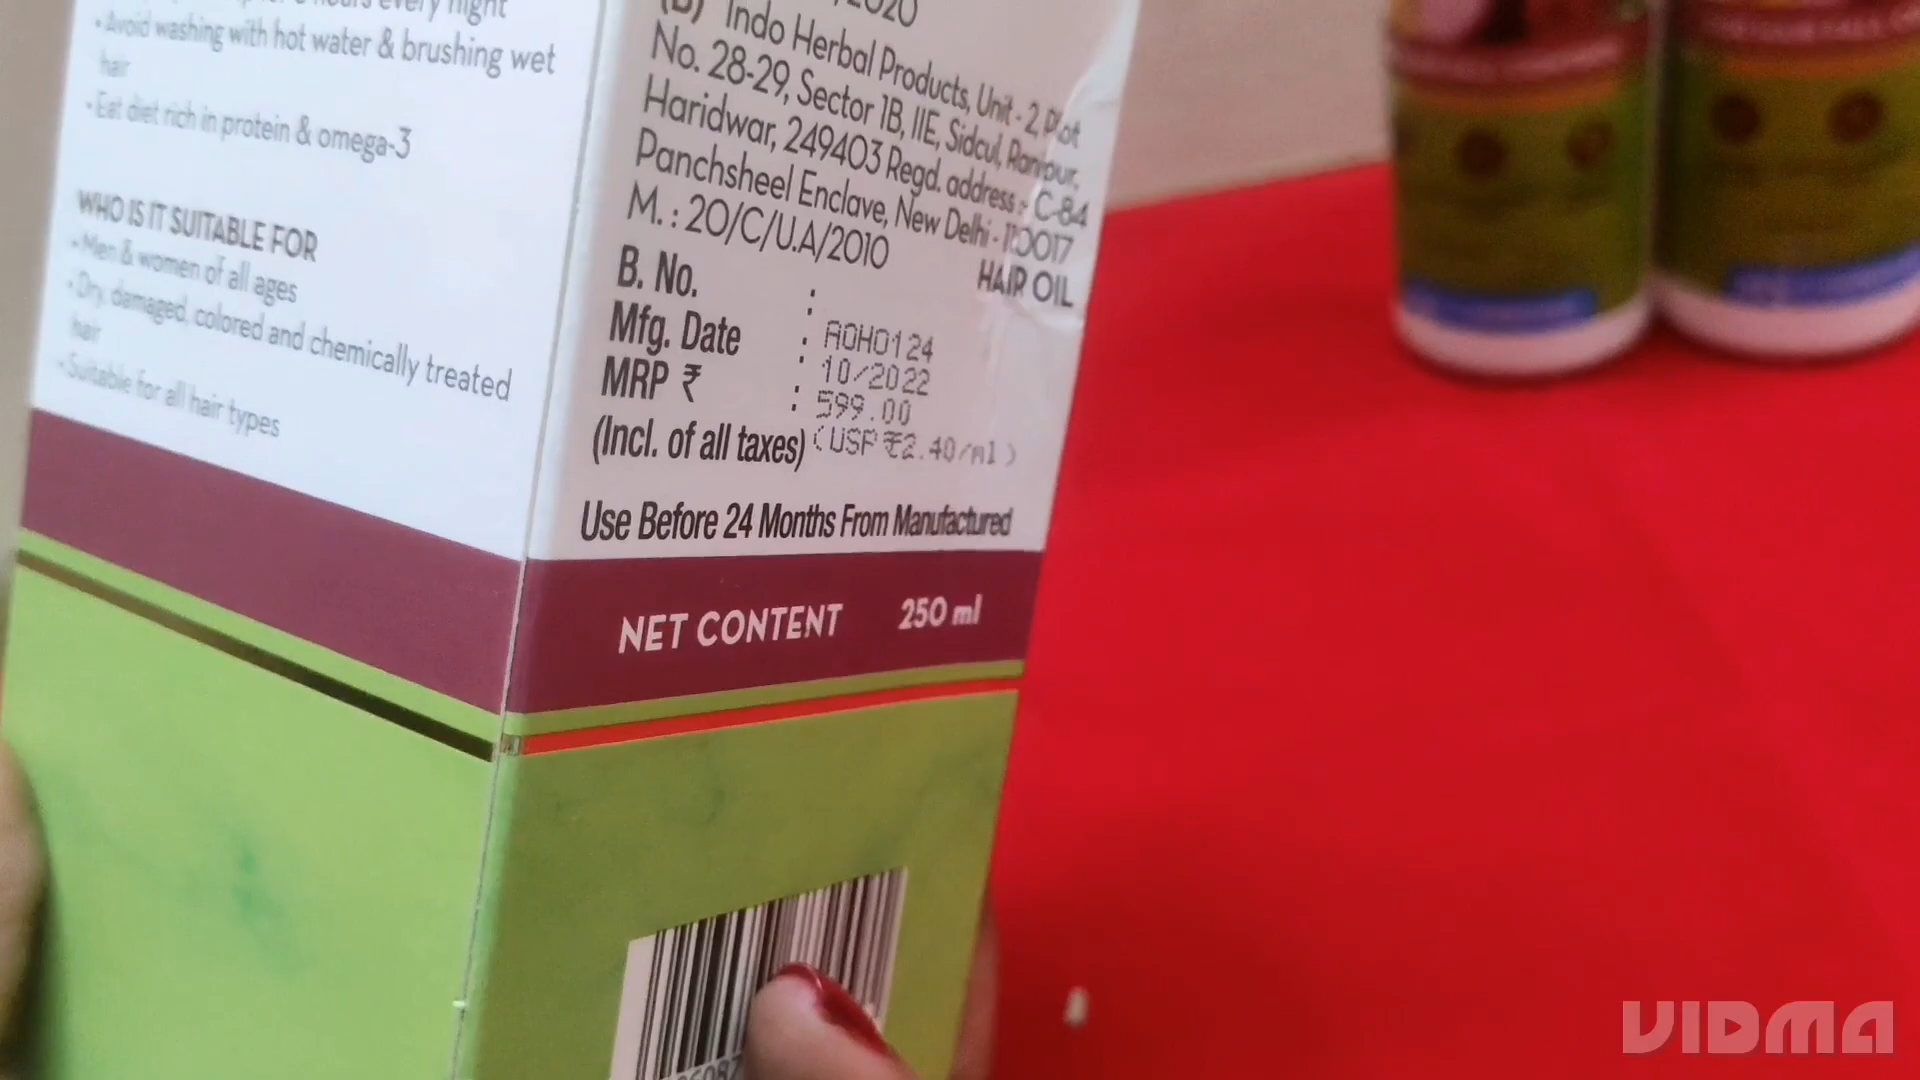 hours every night
• Avoid washing with hot water & brushing wet
hair
• Eat diet rich in protein & omega-3
WHO IS IT SUITABLE FOR
• Men & women of all ages
• Dry, damaged, colored and chemically treated
hair
• Suitable for all hair types
(B) Indo Herbal Products, Unit - 2, Plot
No. 28-29, Sector 1B, IIE, Sidcul, Ranipur,
Haridwar, 249403 Regd. address :- C-84
Panchsheel Enclave, New Delhi - 110017
M. : 20/C/U.A/2010
HAIR OIL
B. No. : AOHO124
Mfg. Date : 10/2022
MRP ₹ : 599.00
(Incl. of all taxes) (USP ₹2.40/ml)
Use Before 24 Months From Manufactured
NET CONTENT 250 ml
VIDMA